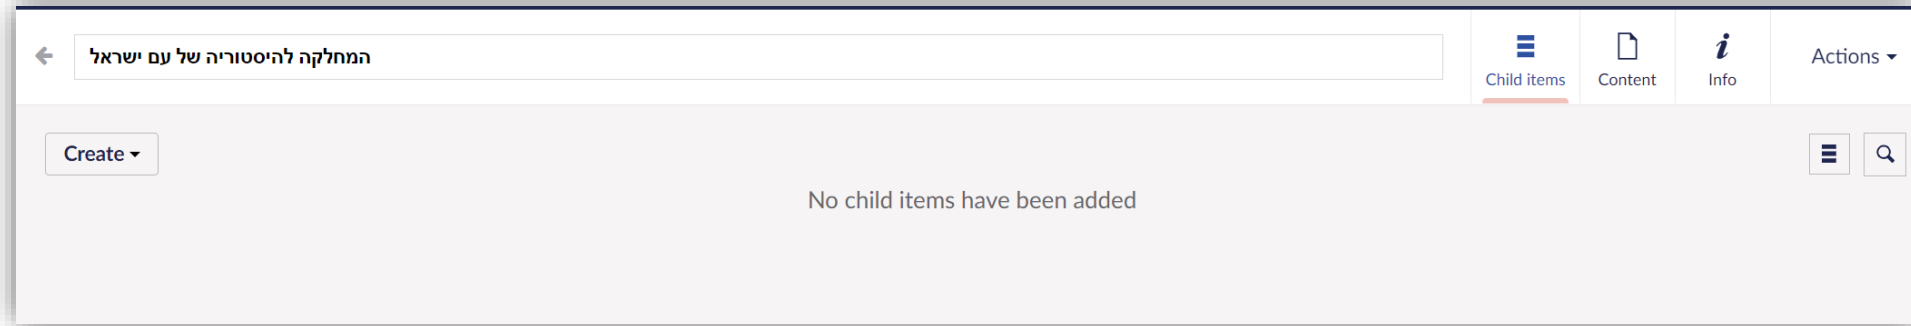 המחלקה להיסטוריה של עם ישראל
Child items
Content
Info
Actions
Create
No child items have been added